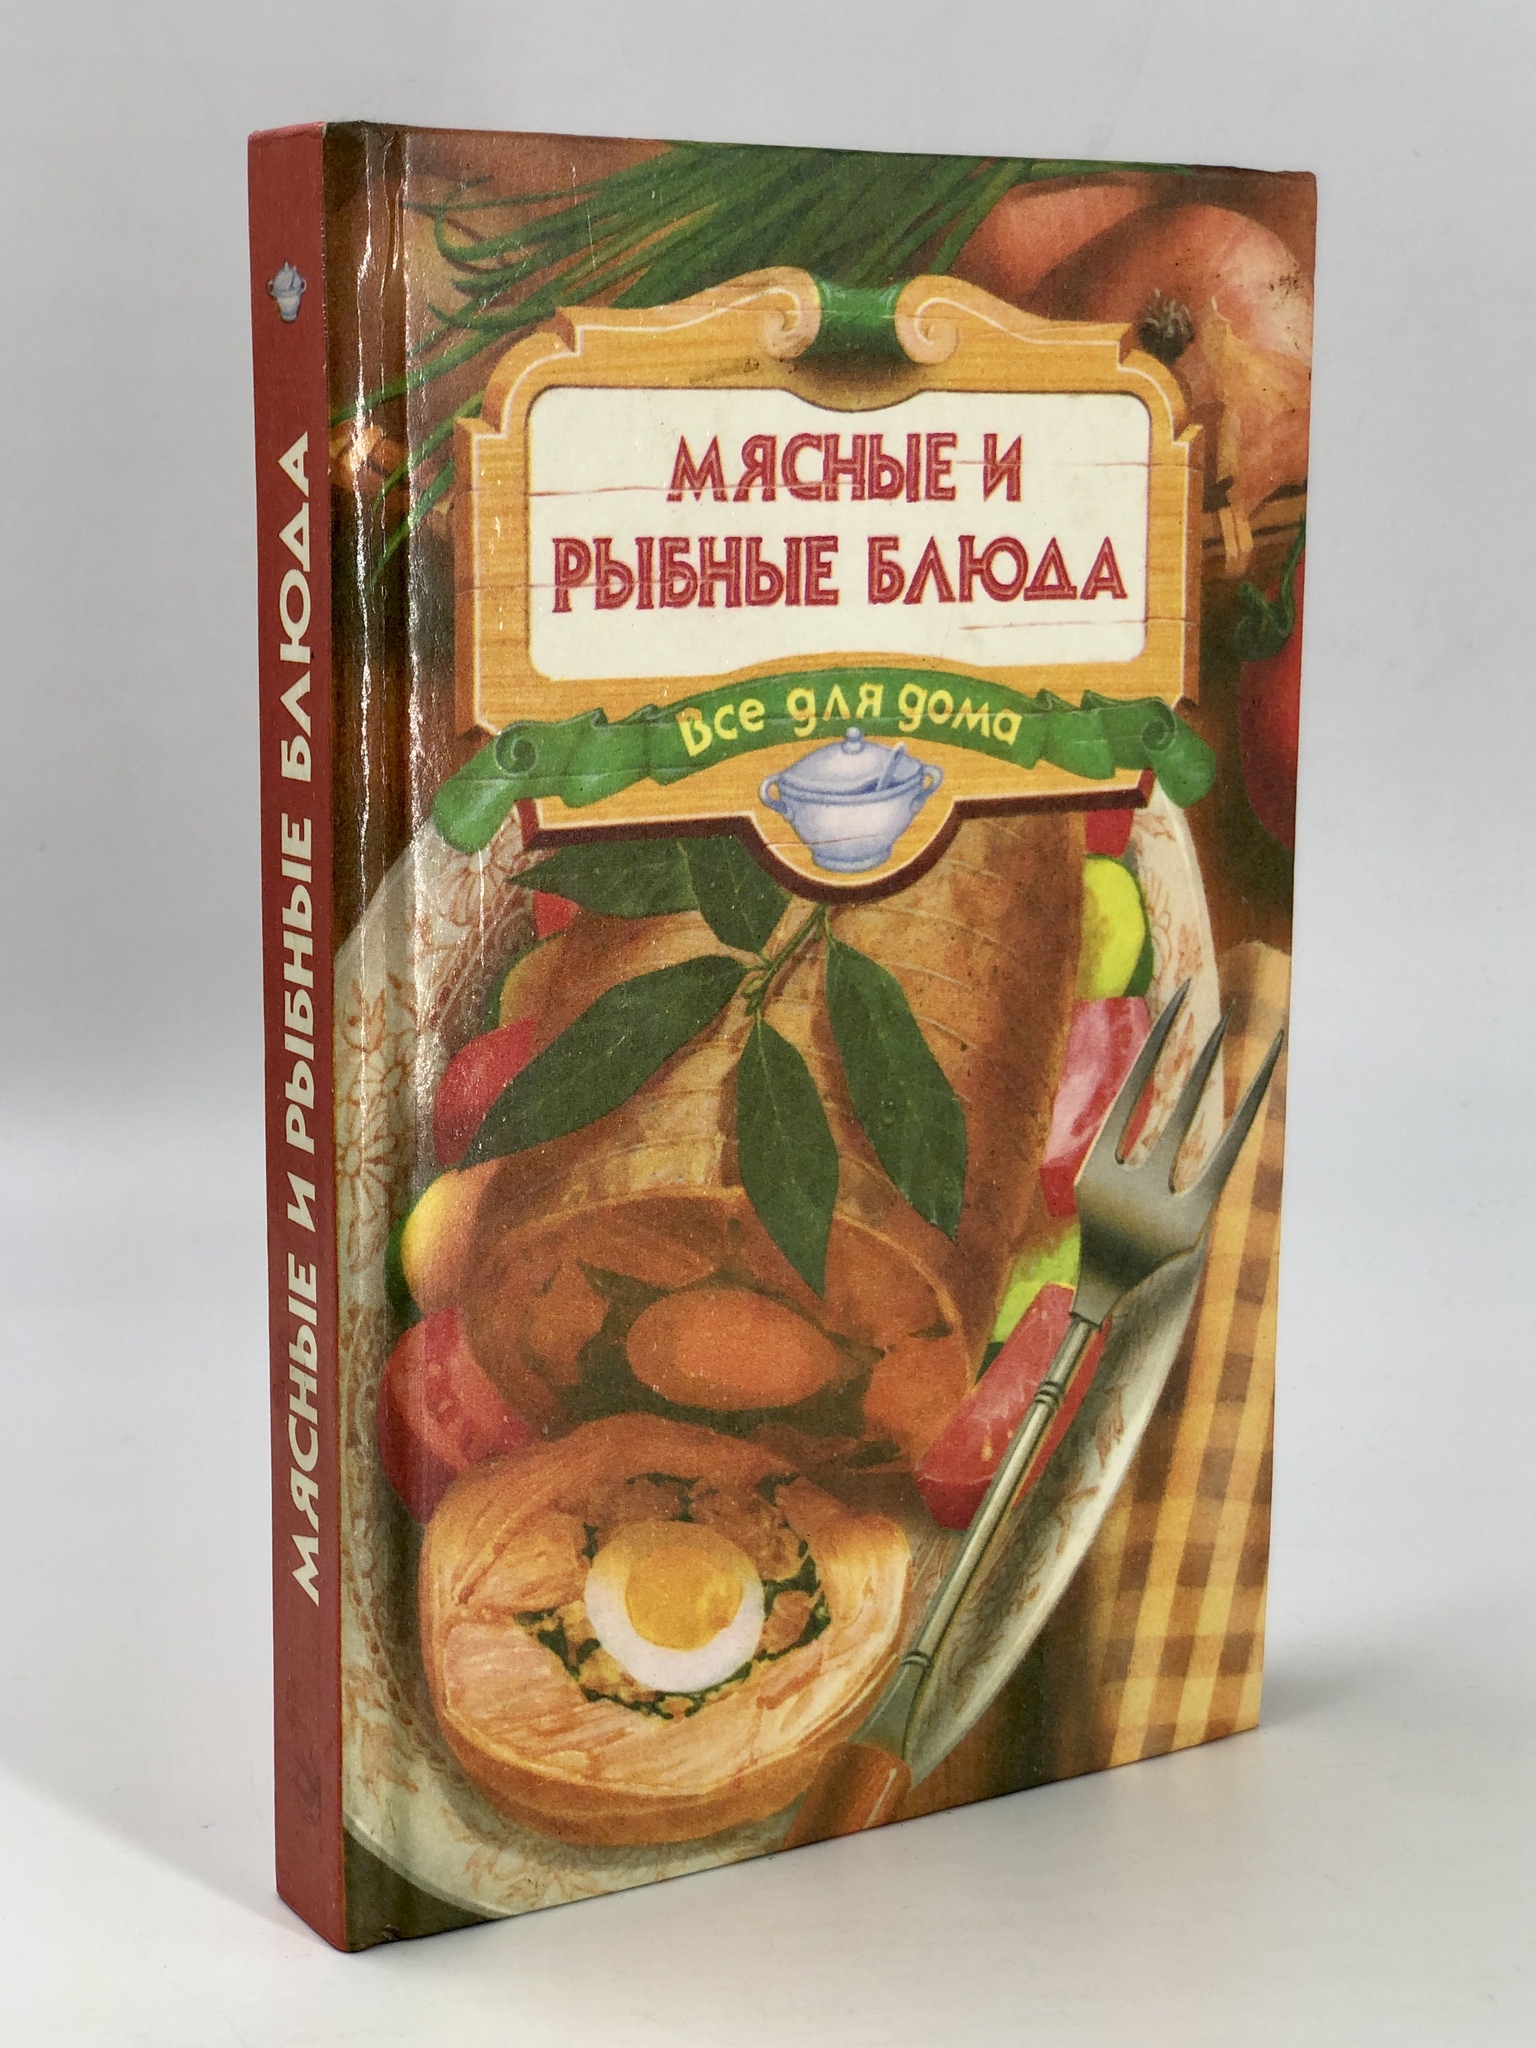 МЯСНЫЕ И РЫБНЫЕ БЛЮДА
МЯСНЫЕ И
РЫБНЫЕ БЛЮДА
Все для дома